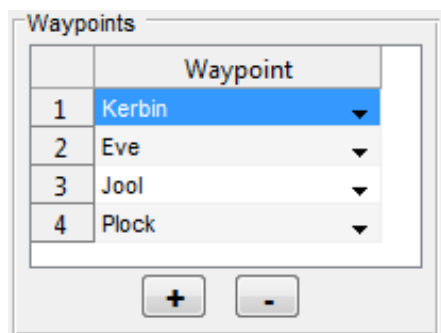 Waypoints
Waypoint
1 Kerbin
2 Eve
3 Jool
4 Plock
+ -